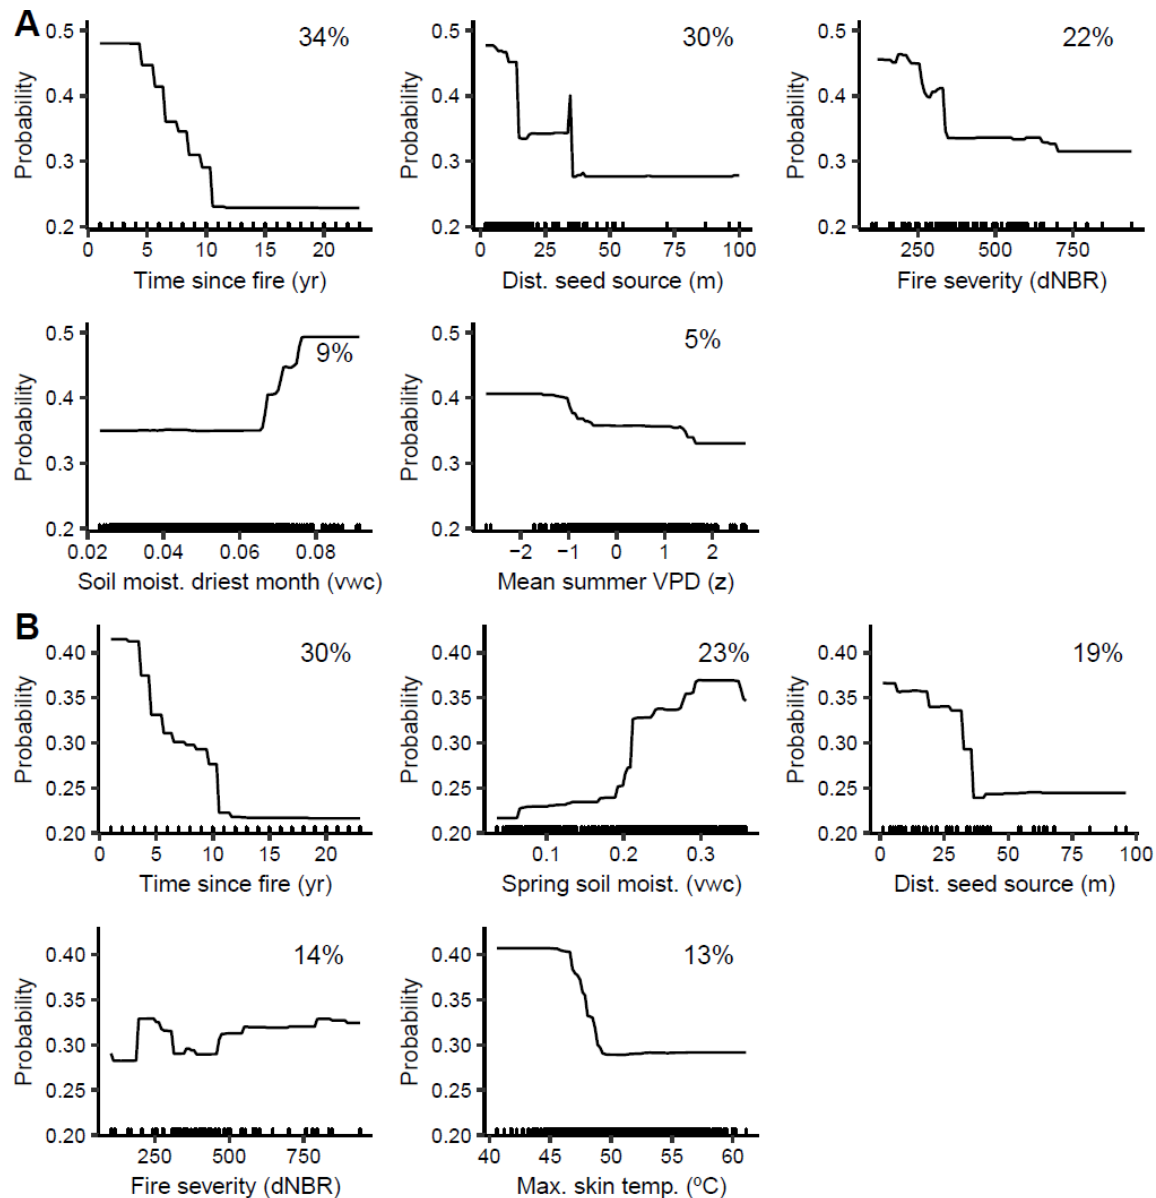 A
34%
30%
22%
0.5
0.4
0.3
0.2
Probability
0 5 10 15 20
Time since fire (yr)
0.5
0.4
0.3
0.2
Probability
0 25 50 75 100
Dist. seed source (m)
0.5
0.4
0.3
0.2
Probability
250 500 750
Fire severity (dNBR)
9%
5%
0.5
0.4
0.3
0.2
Probability
0.02 0.04 0.06 0.08
Soil moist. driest month (vwc)
0.5
0.4
0.3
0.2
Probability
−2 −1 0 1 2
Mean summer VPD (z)
B
30%
23%
19%
0.40
0.35
0.30
0.25
0.20
Probability
0 5 10 15 20
Time since fire (yr)
0.40
0.35
0.30
0.25
0.20
Probability
0.1 0.2 0.3
Spring soil moist. (vwc)
0.40
0.35
0.30
0.25
0.20
Probability
0 25 50 75 100
Dist. seed source (m)
14%
13%
0.40
0.35
0.30
0.25
0.20
Probability
250 500 750
Fire severity (dNBR)
0.40
0.35
0.30
0.25
0.20
Probability
40 45 50 55 60
Max. skin temp. (ºC)